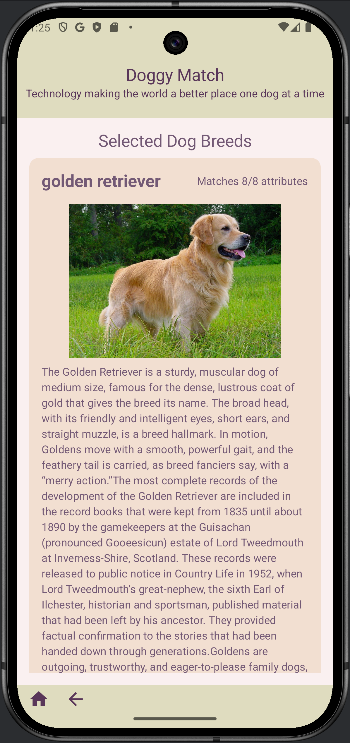 :25
Doggy Match
Technology making the world a better place one dog at a time
Selected Dog Breeds
golden retriever
Matches 8/8 attributes
The Golden Retriever is a sturdy, muscular dog of
medium size, famous for the dense, lustrous coat of
gold that gives the breed its name. The broad head,
with its friendly and intelligent eyes, short ears, and
straight muzzle, is a breed hallmark. In motion,
Goldens move with a smooth, powerful gait, and the
feathery tail is carried, as breed fanciers say, with a
“merry action.”The most complete records of the
development of the Golden Retriever are included in
the record books that were kept from 1835 until about
1890 by the gamekeepers at the Guisachan
(pronounced Gooeesicun) estate of Lord Tweedmouth
at Inverness-Shire, Scotland. These records were
released to public notice in Country Life in 1952, when
Lord Tweedmouth's great-nephew, the sixth Earl of
Ilchester, historian and sportsman, published material
that had been left by his ancestor. They provided
factual confirmation to the stories that had been
handed down through generations.Goldens are
outgoing, trustworthy, and eager-to-please family dogs,